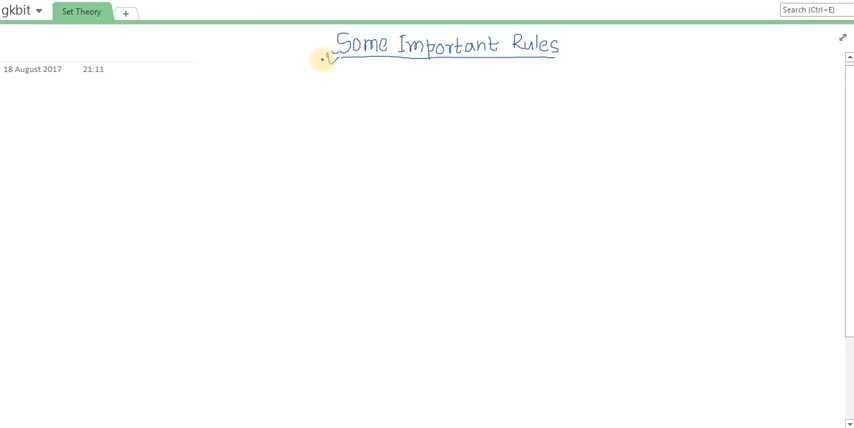 gkbit
Set Theory
+
Search (Ctrl+E)
Some Important Rules
18 August 2017 21:11